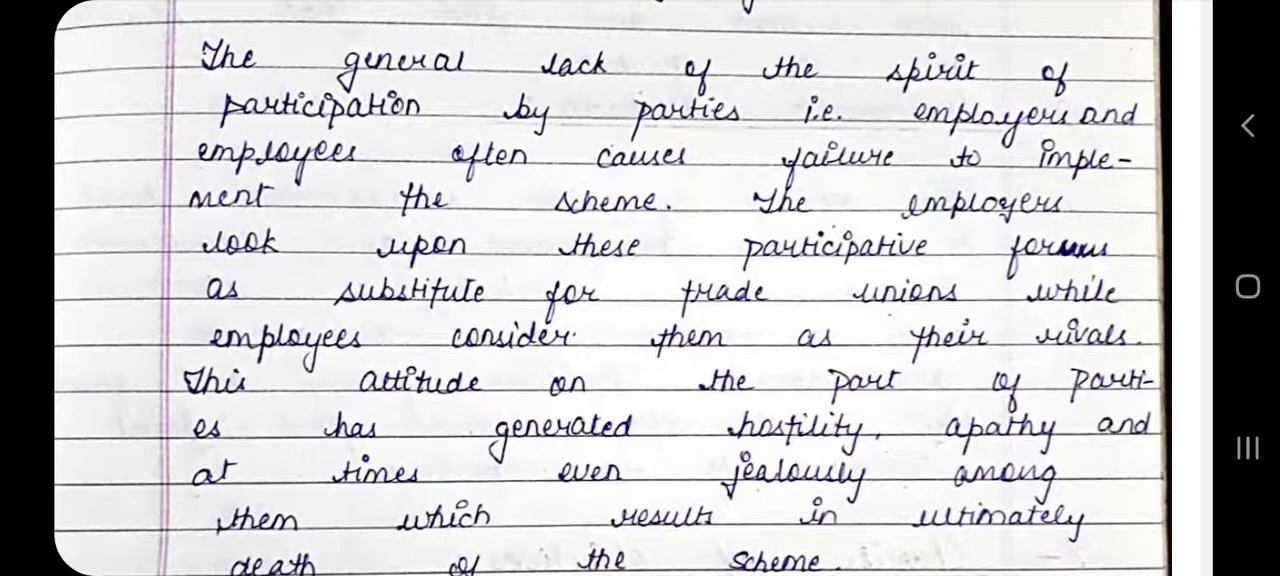 The general lack of the spirit of
participation by parties i.e. employers and
employees often causes failure to imple-
ment the scheme. The employers
look upon these participative forums
as substitute for trade unions while
employees consider them as their rivals.
This attitude on the part of parti-
es has generated hostility, apathy and
at times even jealously among
them which results in ultimately
death of the scheme.